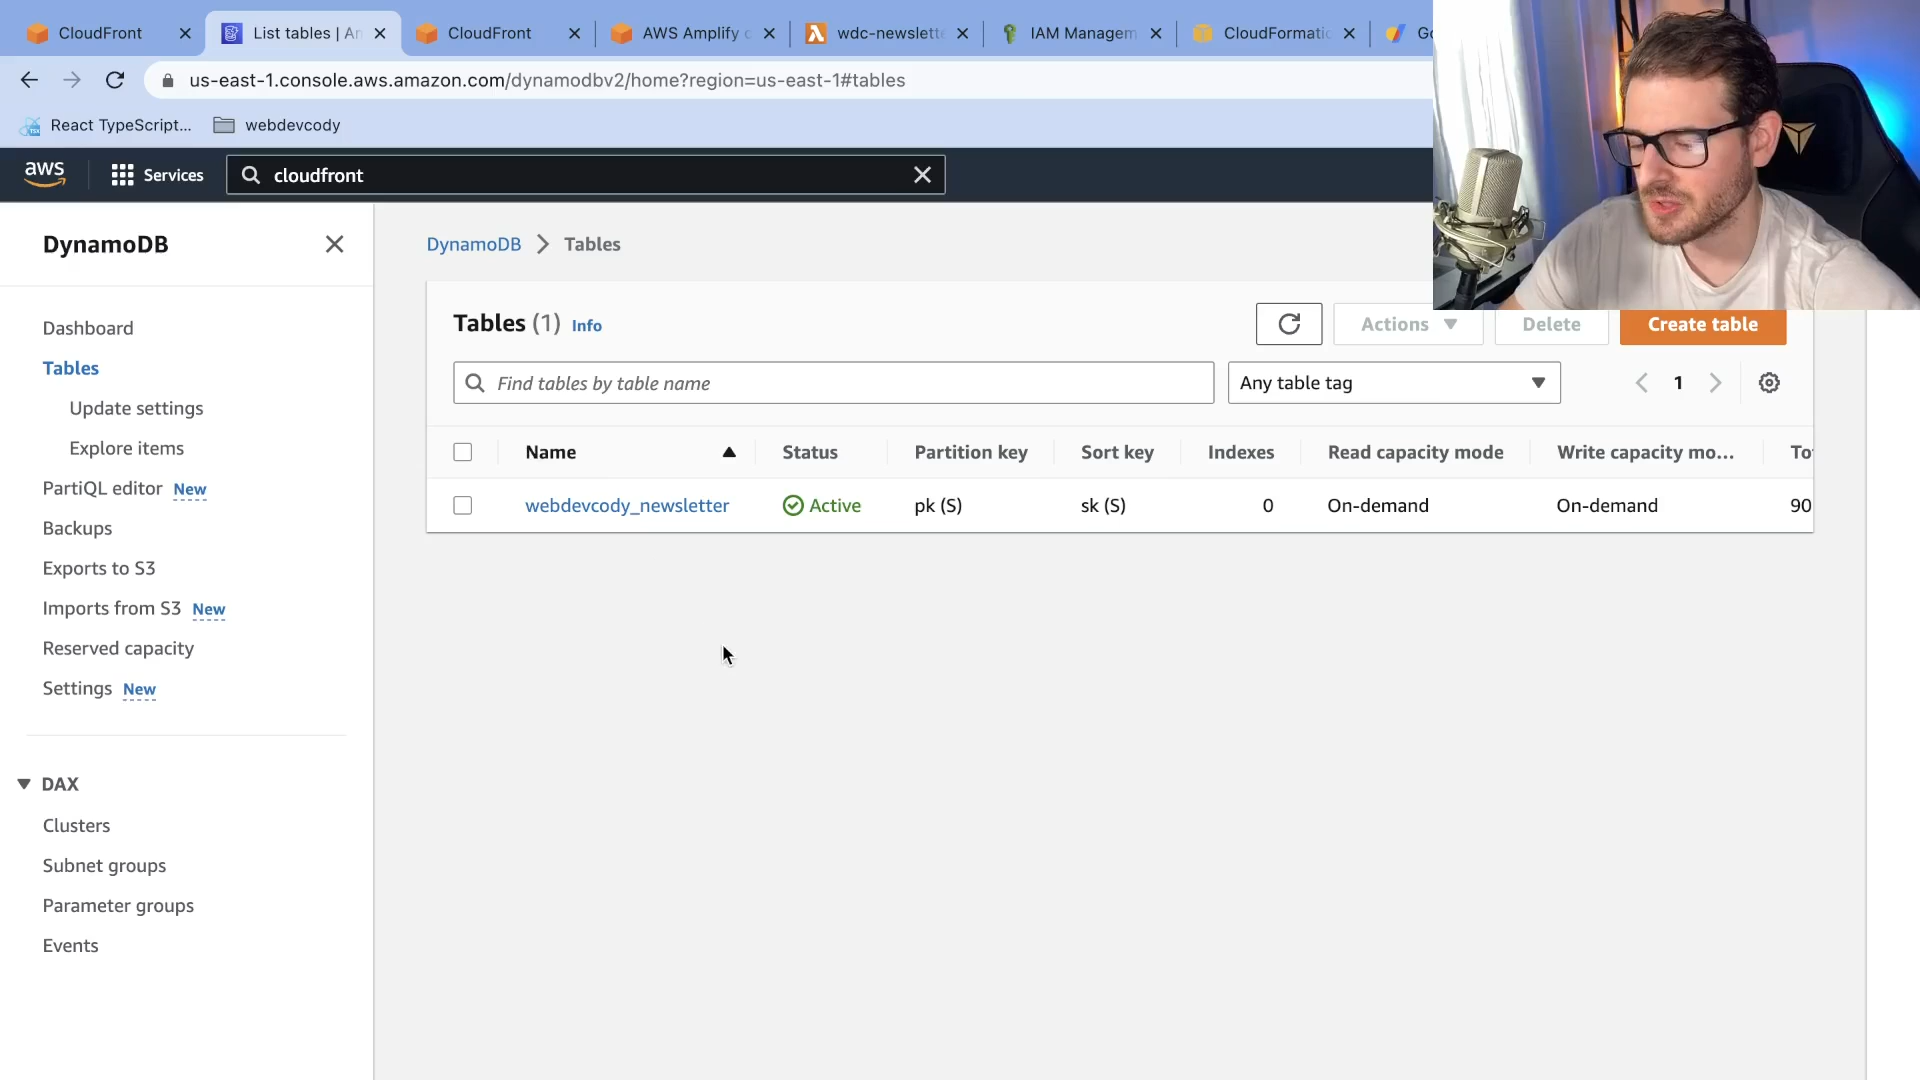 CloudFront
List tables | An
CloudFront
AWS Amplify c
wdc-newslette
IAM Managem
CloudFormatic
Go
us-east-1.console.aws.amazon.com/dynamodbv2/home?region=us-east-1#tables
React TypeScript...
webdevcody
aws
Services
cloudfront
DynamoDB
Dashboard
Tables
Update settings
Explore items
PartiQL editor New
Backups
Exports to S3
Imports from S3 New
Reserved capacity
Settings New
DAX
Clusters
Subnet groups
Parameter groups
Events
DynamoDB > Tables
Tables (1) Info
Actions
Delete
Create table
Find tables by table name
Any table tag
1
Name Status Partition key Sort key Indexes Read capacity mode Write capacity mo... To
webdevcody_newsletter Active pk (S) sk (S) 0 On-demand On-demand 90